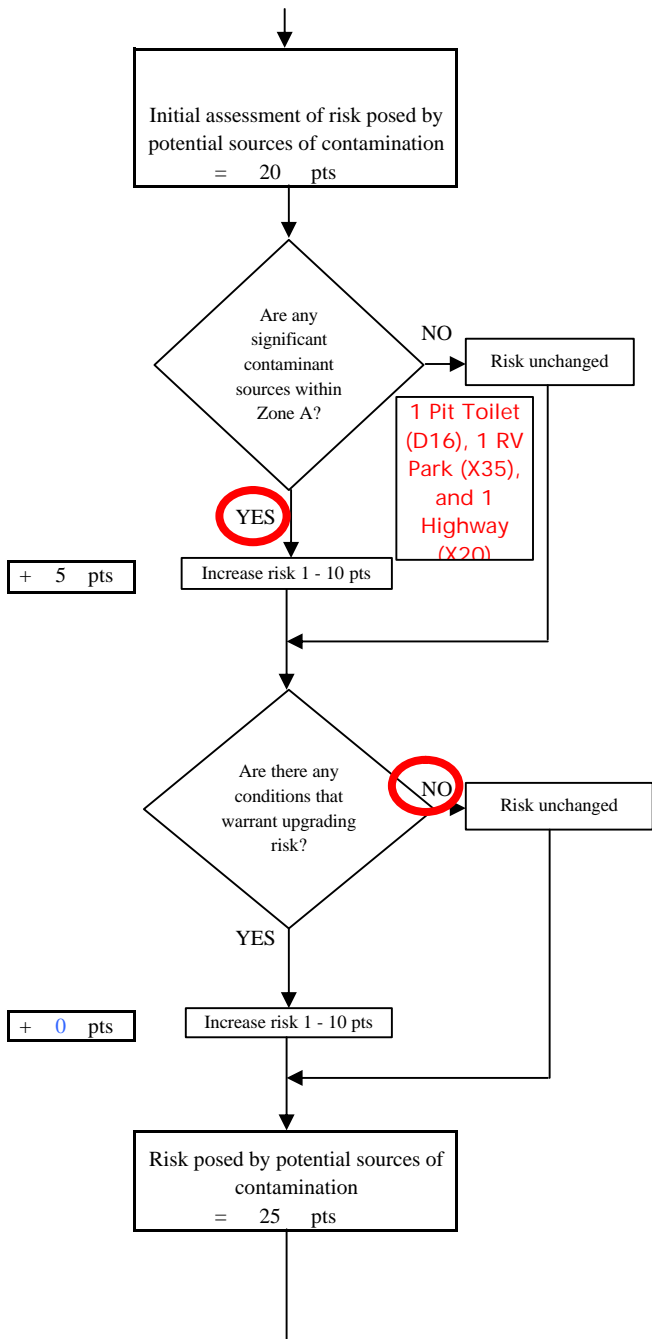 Initial assessment of risk posed by
potential sources of contamination
= 20 pts
Are any
significant
contaminant
sources within
Zone A?
NO
Risk unchanged
1 Pit Toilet
(D16), 1 RV
Park (X35),
and 1
Highway
(X20)
YES
+ 5 pts
Increase risk 1 - 10 pts
Are there any
conditions that
warrant upgrading
risk?
NO
Risk unchanged
YES
+ 0 pts
Increase risk 1 - 10 pts
Risk posed by potential sources of
contamination
= 25 pts